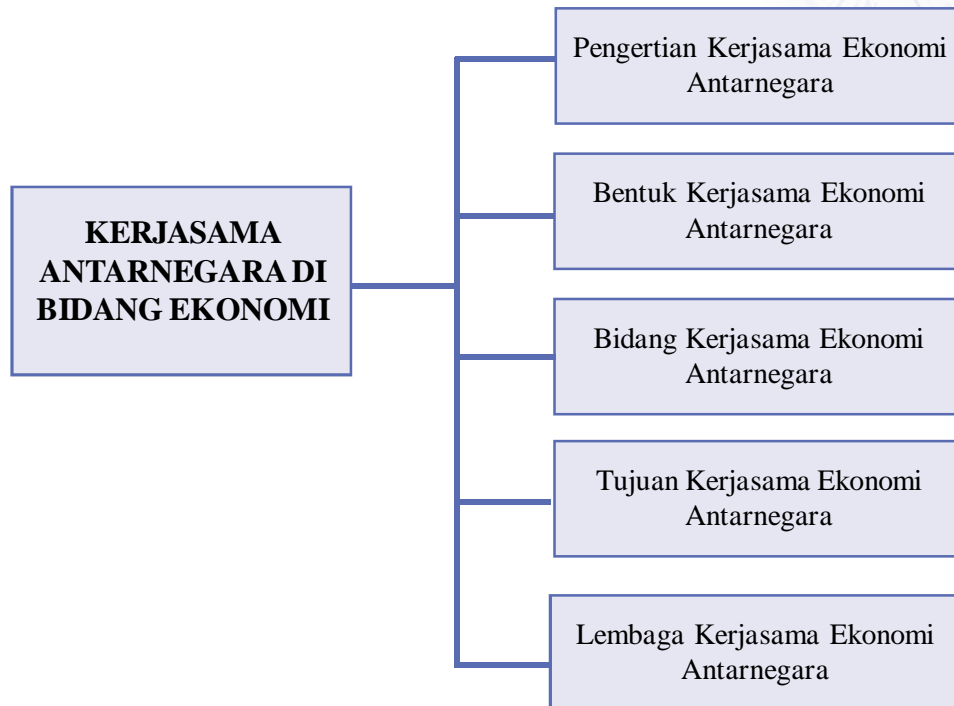 Pengertian Kerjasama Ekonomi
Antarnegara
Bentuk Kerjasama Ekonomi
Antarnegara
KERJASAMA
ANTARNEGARA DI
BIDANG EKONOMI
Bidang Kerjasama Ekonomi
Antarnegara
Tujuan Kerjasama Ekonomi
Antarnegara
Lembaga Kerjasama Ekonomi
Antarnegara